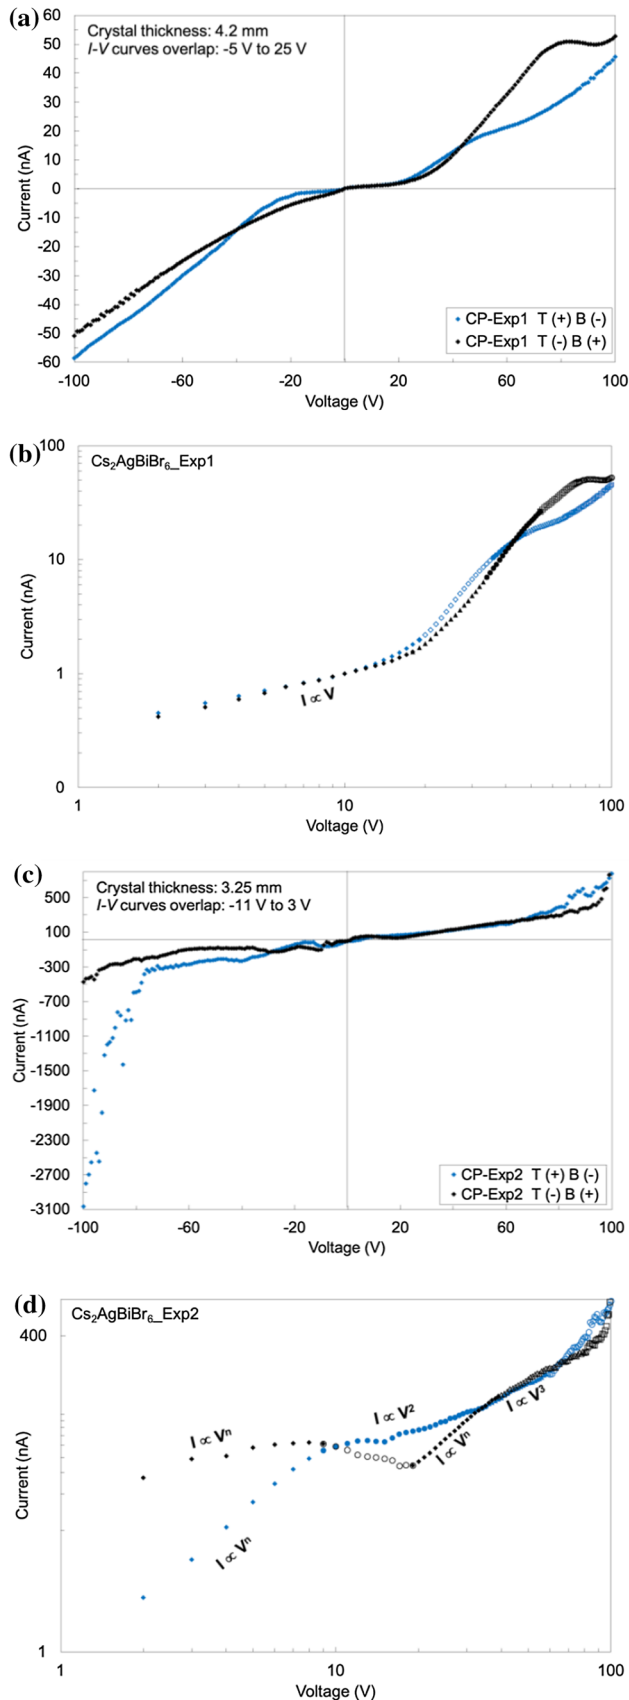 (a)
Crystal thickness: 4.2 mm
I-V curves overlap: -5 V to 25 V
60
50
40
30
20
10
0
-10
-20
-30
-40
-50
-60
Current (nA)
CP-Exp1 T (+) B (-)
CP-Exp1 T (-) B (+)
-100 -60 -20 20 60 100
Voltage (V)
(b)
Cs₂AgBiBr₆_Exp1
100
10
1
0
Current (nA)
I ∝ V
1 10 100
Voltage (V)
(c)
Crystal thickness: 3.25 mm
I-V curves overlap: -11 V to 3 V
500
100
-300
-700
-1100
-1500
-1900
-2300
-2700
-3100
Current (nA)
CP-Exp2 T (+) B (-)
CP-Exp2 T (-) B (+)
-100 -60 -20 20 60 100
Voltage (V)
(d)
Cs₂AgBiBr₆_Exp2
400
1
Current (nA)
I ∝ Vⁿ
I ∝ V²
I ∝ V³
I ∝ Vⁿ
I ∝ Vⁿ
1 10 100
Voltage (V)